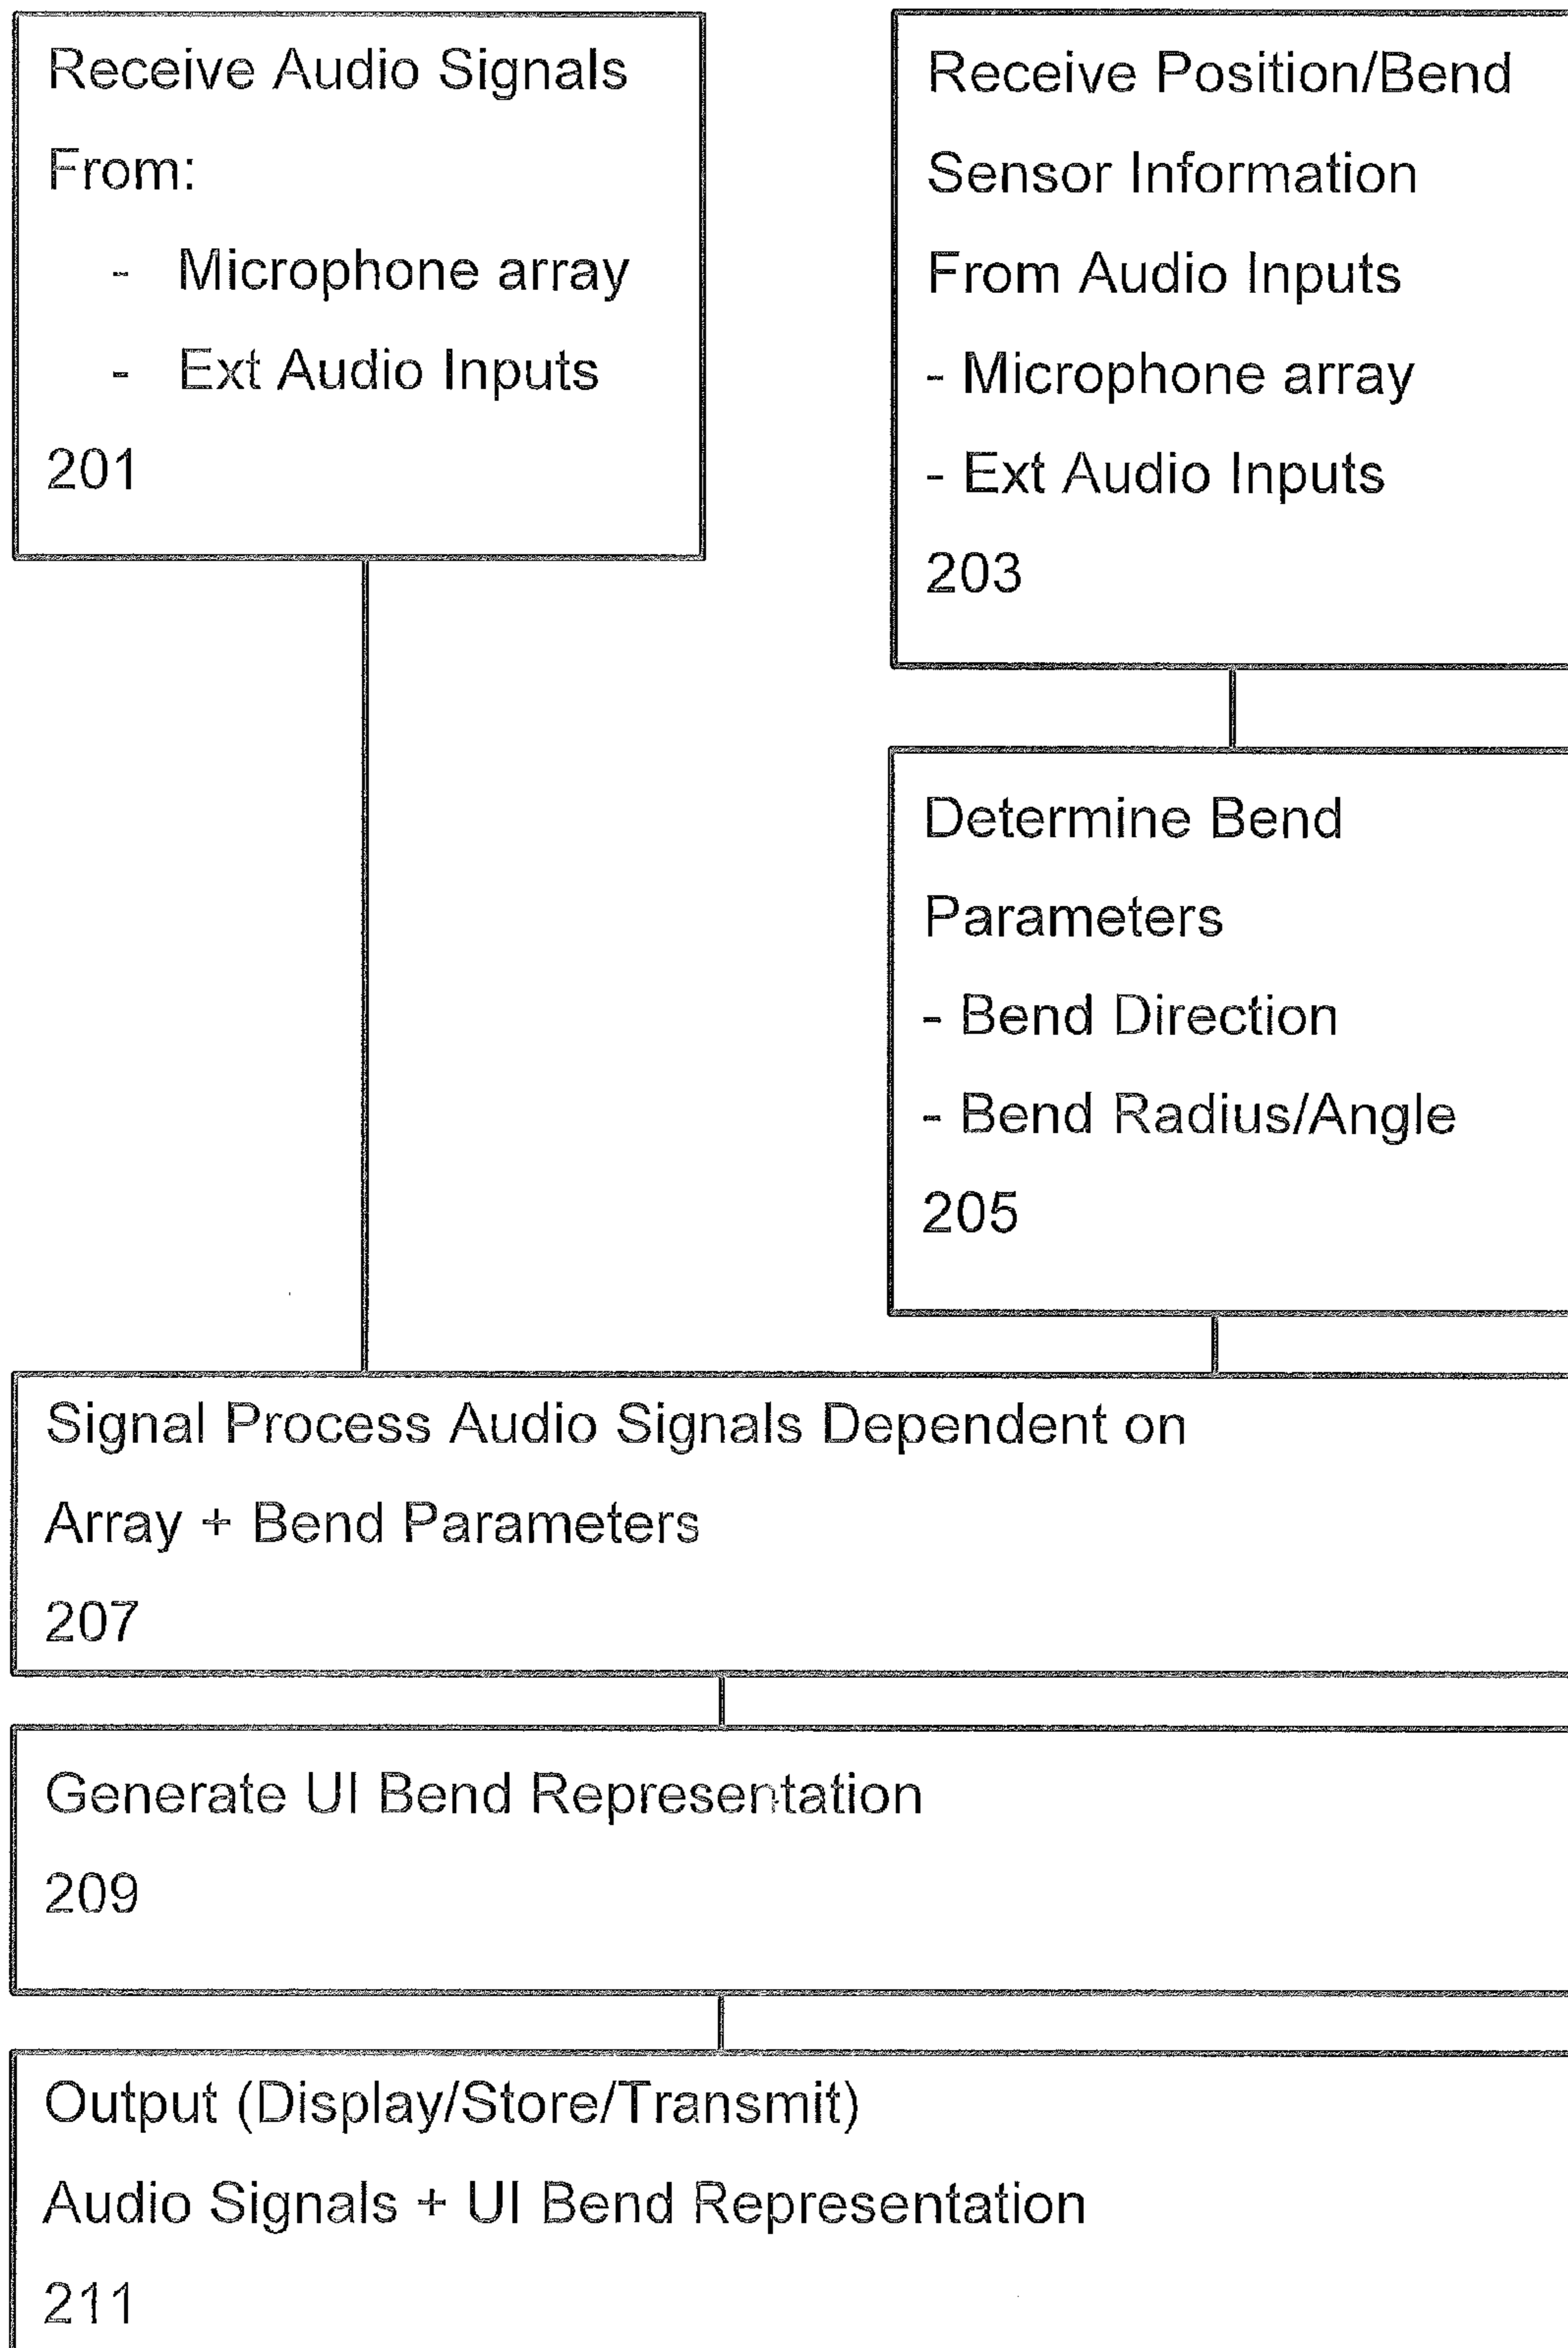 Receive Audio Signals
From:
- Microphone array
- Ext Audio Inputs
201
Receive Position/Bend
Sensor Information
From Audio Inputs
- Microphone array
- Ext Audio Inputs
203
Determine Bend
Parameters
- Bend Direction
- Bend Radius/Angle
205
Signal Process Audio Signals Dependent on
Array + Bend Parameters
207
Generate UI Bend Representation
209
Output (Display/Store/Transmit)
Audio Signals + UI Bend Representation
211